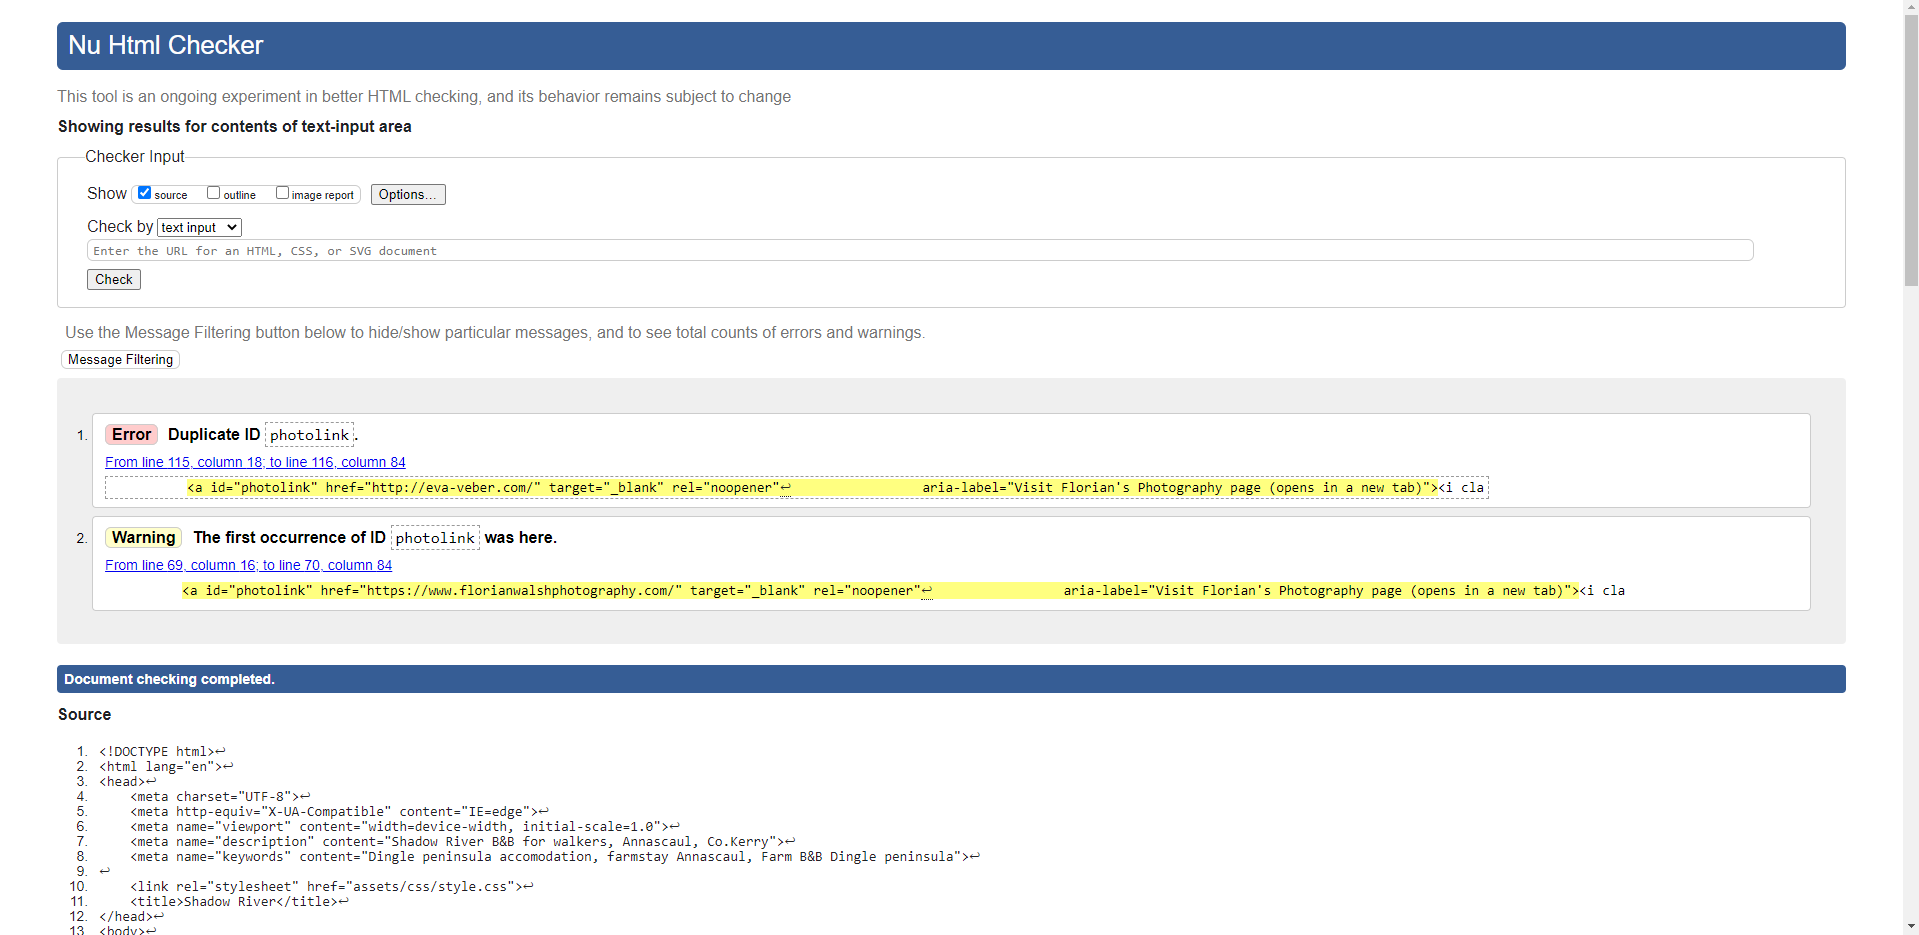 Nu Html Checker
This tool is an ongoing experiment in better HTML checking, and its behavior remains subject to change
Showing results for contents of text-input area
Checker Input
Show source outline image report Options...
Check by text input
Enter the URL for an HTML, CSS, or SVG document
Check
Use the Message Filtering button below to hide/show particular messages, and to see total counts of errors and warnings.
Message Filtering
1. Error Duplicate ID photolink.
From line 115, column 18; to line 116, column 84
<a id="photolink" href="http://eva-veber.com/" target="_blank" rel="noopener"↩ aria-label="Visit Florian's Photography page (opens in a new tab)"><i cla
2. Warning The first occurrence of ID photolink was here.
From line 69, column 16; to line 70, column 84
<a id="photolink" href="https://www.florianwalshphotography.com/" target="_blank" rel="noopener"↩ aria-label="Visit Florian's Photography page (opens in a new tab)"><i cla
Document checking completed.
Source
1. <!DOCTYPE html>↩
2. <html lang="en">↩
3. <head>↩
4. <meta charset="UTF-8">↩
5. <meta http-equiv="X-UA-Compatible" content="IE=edge">↩
6. <meta name="viewport" content="width=device-width, initial-scale=1.0">↩
7. <meta name="description" content="Shadow River B&B for walkers, Annascaul, Co.Kerry">↩
8. <meta name="keywords" content="Dingle peninsula accomodation, farmstay Annascaul, Farm B&B Dingle peninsula">↩
9. ↩
10. <link rel="stylesheet" href="assets/css/style.css">↩
11. <title>Shadow River</title>↩
12. </head>↩
13. <body>↩